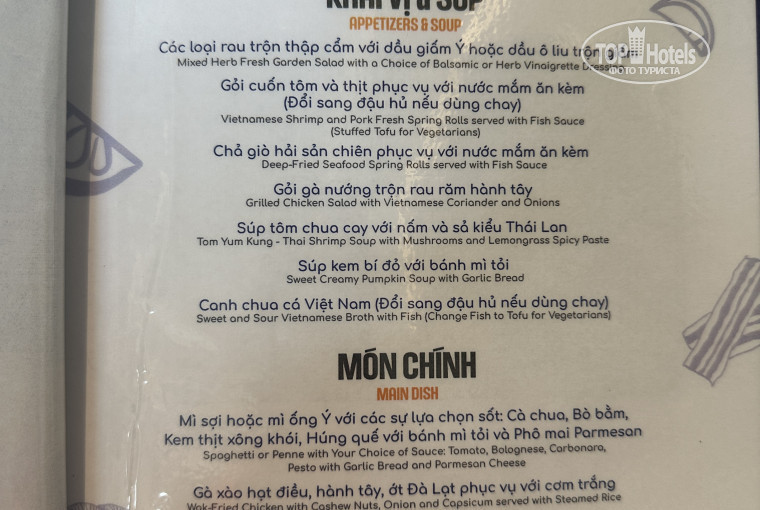 KHAI VỊ & SÚP
APPETIZERS & SOUP
Các loại rau trộn thập cẩm với dầu giấm Ý hoặc dầu ô liu trộng
Mixed Herb Fresh Garden Salad with a Choice of Balsamic or Herb Vinaigrette Dressing
TOP Hotels
ФОТО ТУРИСТА
Gỏi cuốn tôm và thịt phục vụ với nước mắm ăn kèm
(Đổi sang đậu hủ nếu dùng chay)
Vietnamese Shrimp and Pork Fresh Spring Rolls served with Fish Sauce
(Stuffed Tofu for Vegetarians)
Chả giò hải sản chiên phục vụ với nước mắm ăn kèm
Deep-Fried Seafood Spring Rolls served with Fish Sauce
Gỏi gà nướng trộn rau răm hành tây
Grilled Chicken Salad with Vietnamese Coriander and Onions
Súp tôm chua cay với nấm và sả kiểu Thái Lan
Tom Yum Kung - Thai Shrimp Soup with Mushrooms and Lemongrass Spicy Paste
Súp kem bí đỏ với bánh mì tỏi
Sweet Creamy Pumpkin Soup with Garlic Bread
Canh chua cá Việt Nam (Đổi sang đậu hủ nếu dùng chay)
Sweet and Sour Vietnamese Broth with Fish (Change Fish to Tofu for Vegetarians)
MÓN CHÍNH
MAIN DISH
Mì sợi hoặc mì ống Ý với các sự lựa chọn sốt: Cà chua, Bò bằm,
Kem thịt xông khói, Húng quế với bánh mì tỏi và Phô mai Parmesan
Spaghetti or Penne with Your Choice of Sauce: Tomato, Bolognese, Carbonara,
Pesto with Garlic Bread and Parmesan Cheese
Gà xào hạt điều, hành tây, ớt Đà Lạt phục vụ với cơm trắng
Wok-Fried Chicken with Cashew Nuts, Onion and Capsicum served with Steamed Rice